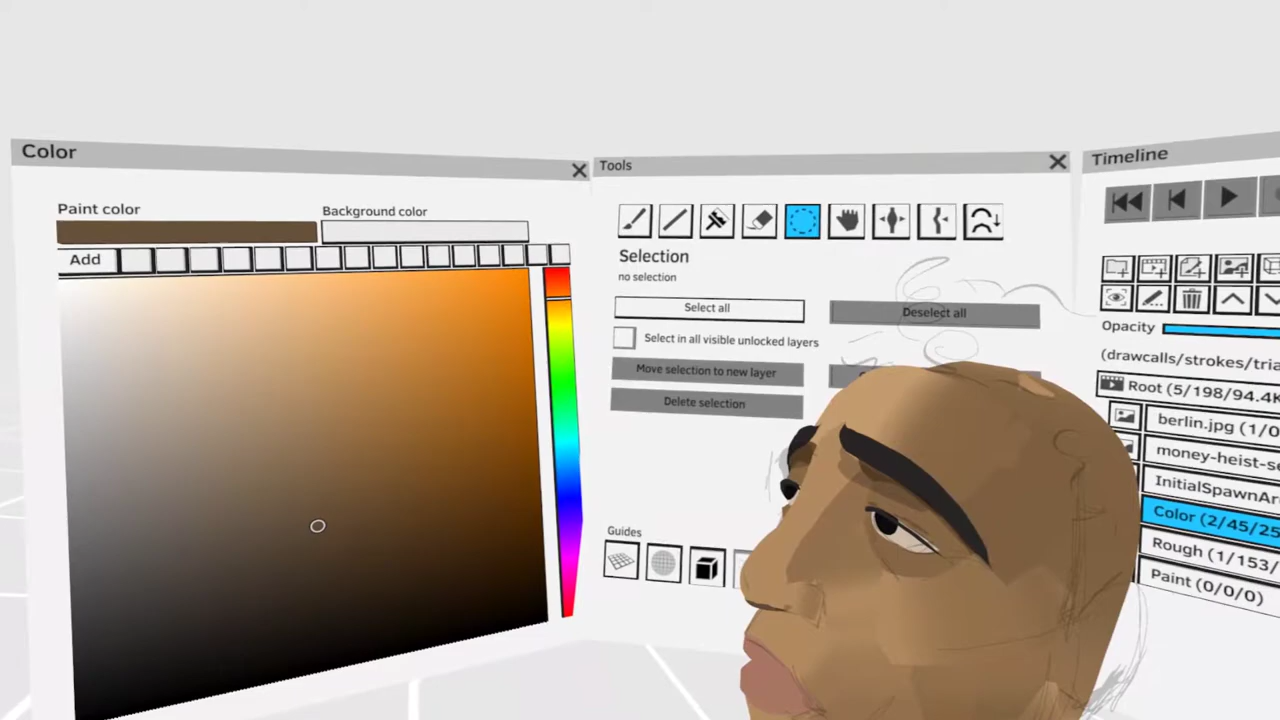 Color
Paint color
Background color
Add
Tools
Selection
no selection
Select all
Deselect all
Select in all visible unlocked layers
Move selection to new layer
Delete selection
Guides
Timeline
Opacity
(drawcalls/strokes/tria
Root (5/198/94.4K
berlin.jpg (1/0
money-heist-se
InitialSpawnAr
Color (2/45/25
Rough (1/153/
Paint (0/0/0)